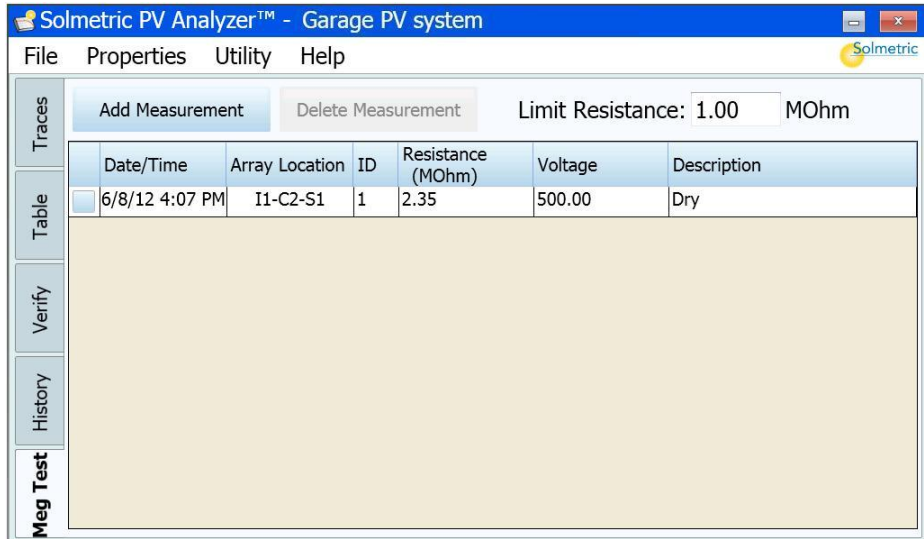 Solmetric PV Analyzer™ - Garage PV system
File Properties Utility Help
Solmetric
Traces
Table
Verify
History
Meg Test
Add Measurement Delete Measurement Limit Resistance: 1.00 MOhm
Date/Time Array Location ID Resistance (MOhm) Voltage Description
6/8/12 4:07 PM I1-C2-S1 1 2.35 500.00 Dry